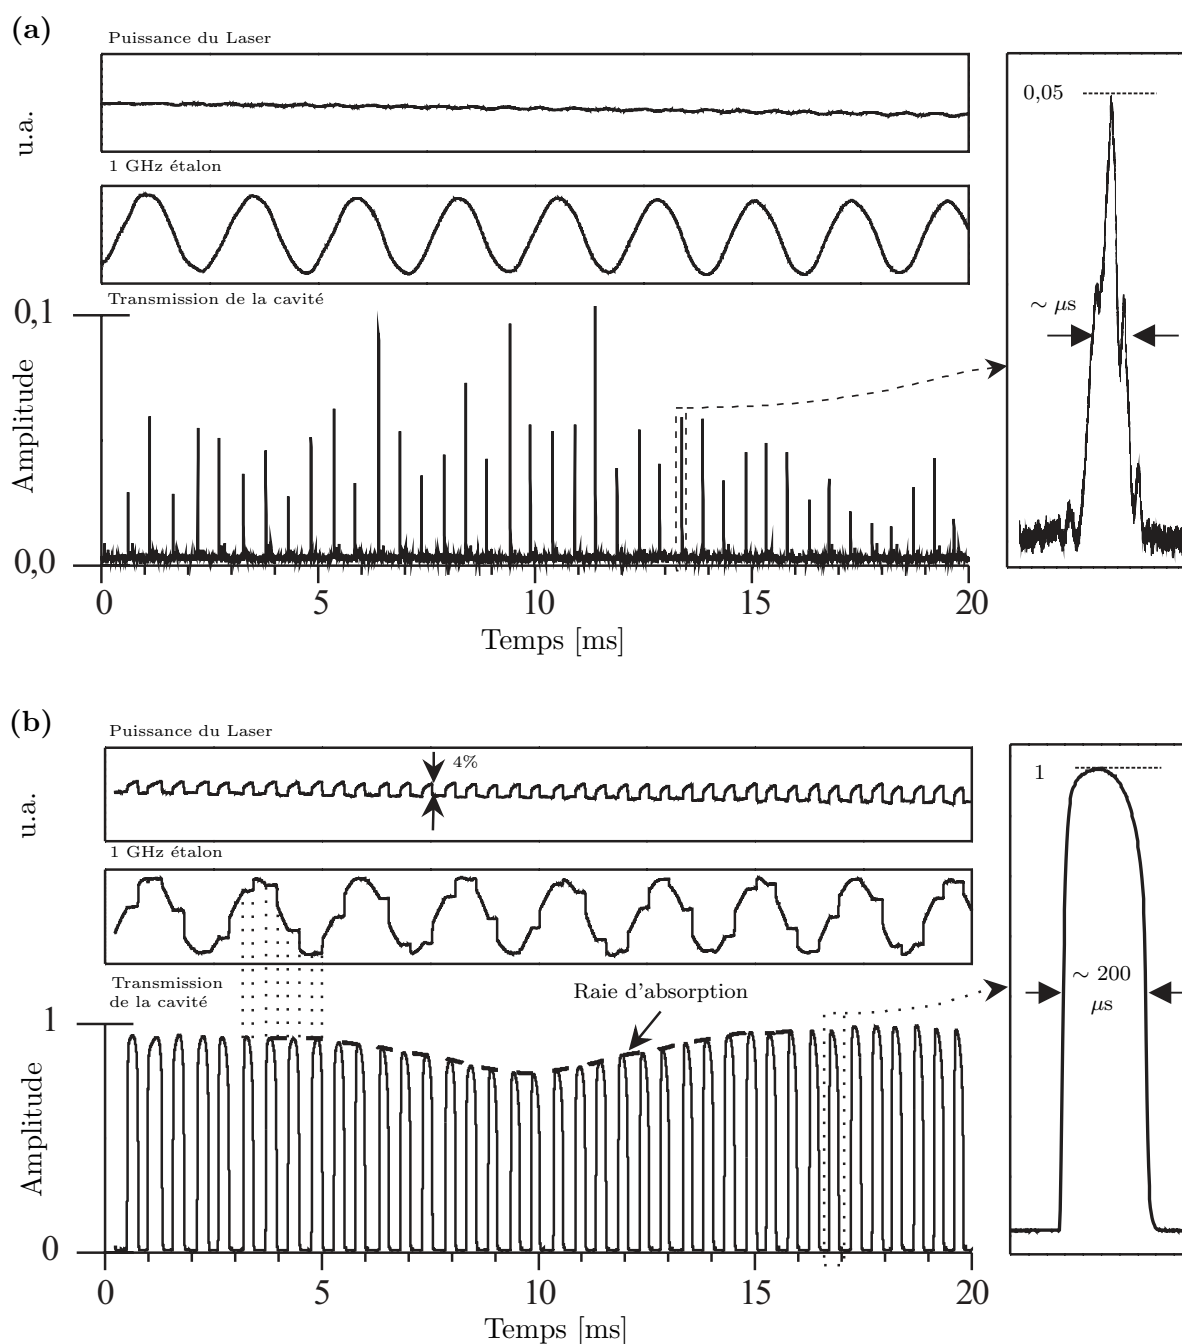 (a)
Puissance du Laser
u.a.
1 GHz étalon
Transmission de la cavité
0,1
Amplitude
0,0
0 5 10 15 20
Temps [ms]
0,05
~ μs
(b)
Puissance du Laser
4%
u.a.
1 GHz étalon
Transmission
de la cavité
Raie d'absorption
1
Amplitude
0
0 5 10 15 20
Temps [ms]
1
~ 200
μs